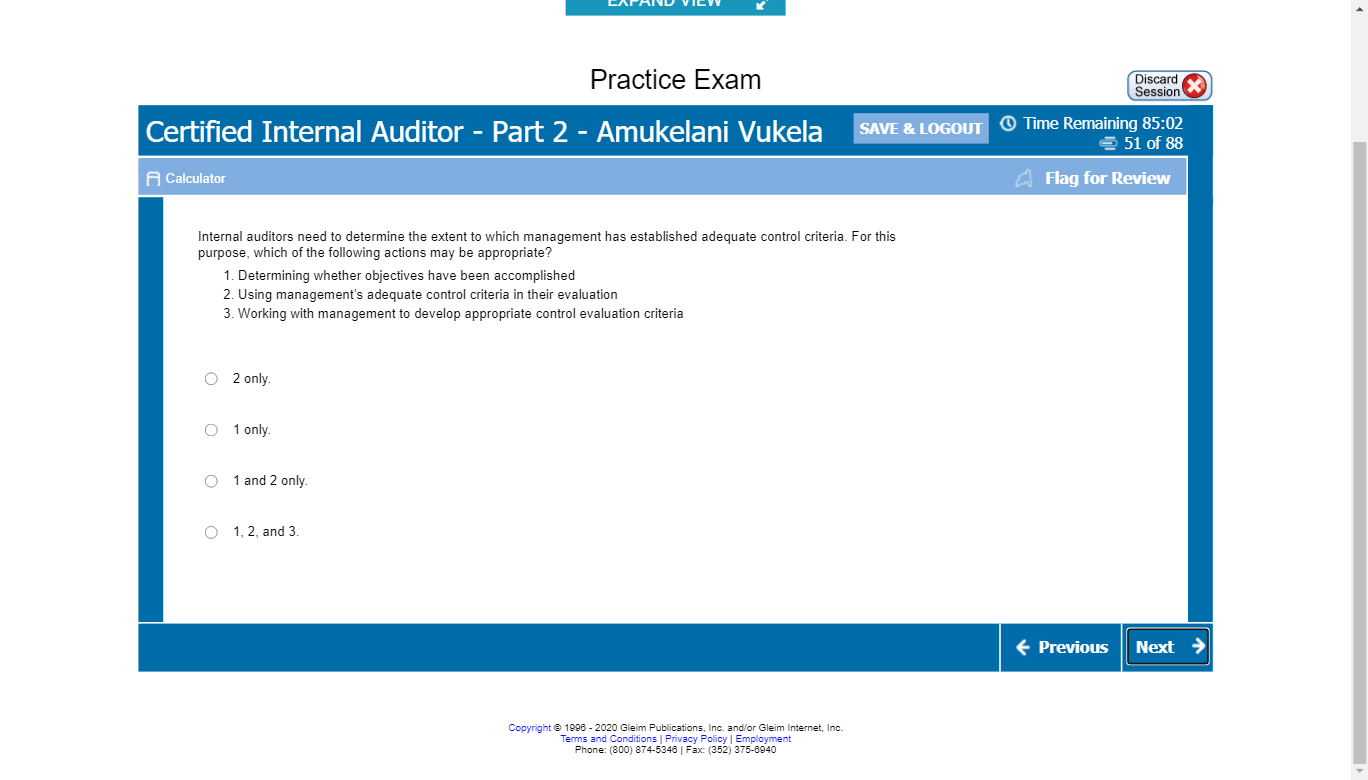 EXPAND VIEW
Practice Exam
Discard
Session
Certified Internal Auditor - Part 2 - Amukelani Vukela
SAVE & LOGOUT
Time Remaining 85:02
51 of 88
Calculator
Flag for Review
Internal auditors need to determine the extent to which management has established adequate control criteria. For this
purpose, which of the following actions may be appropriate?
1. Determining whether objectives have been accomplished
2. Using management's adequate control criteria in their evaluation
3. Working with management to develop appropriate control evaluation criteria
2 only.
1 only.
1 and 2 only.
1, 2, and 3.
Previous
Next
Copyright © 1996 - 2020 Gleim Publications, Inc. and/or Gleim Internet, Inc.
Terms and Conditions | Privacy Policy | Employment
Phone: (800) 874-5346 | Fax: (352) 375-6940